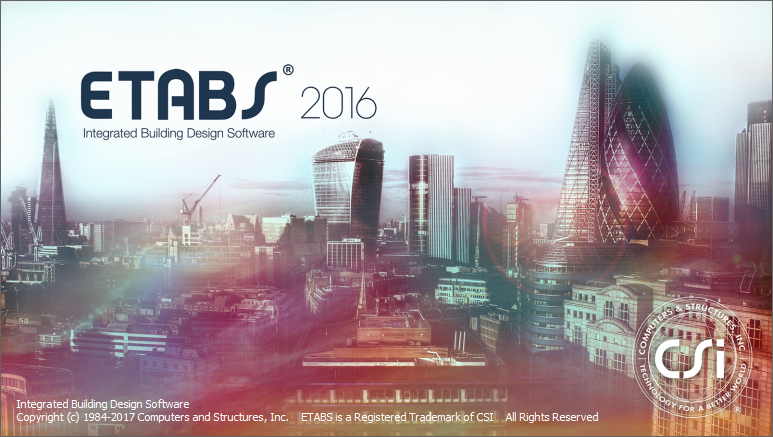 ETABS® 2016
Integrated Building Design Software
COMPUTERS & STRUCTURES, INC.
CSi
TECHNOLOGY FOR A BETTER WORLD
®
Integrated Building Design Software
Copyright (c) 1984-2017 Computers and Structures, Inc. ETABS is a Registered Trademark of CSI All Rights Reserved